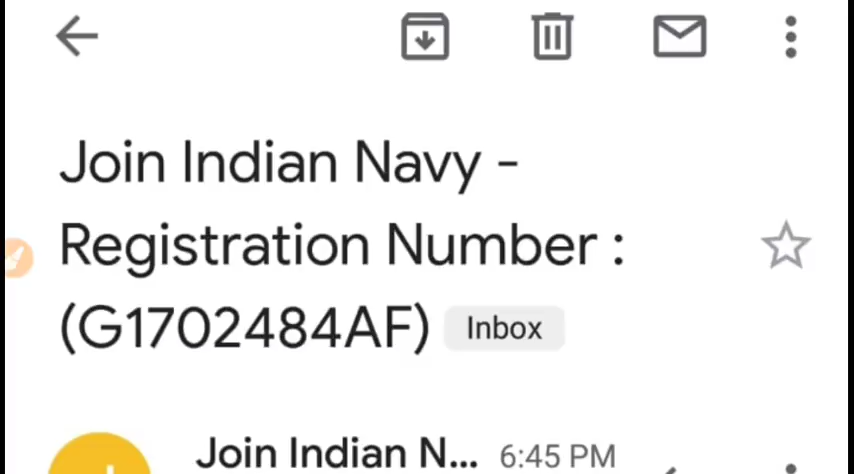 Join Indian Navy -
Registration Number :
(G1702484AF) Inbox
Join Indian N... 6:45 PM